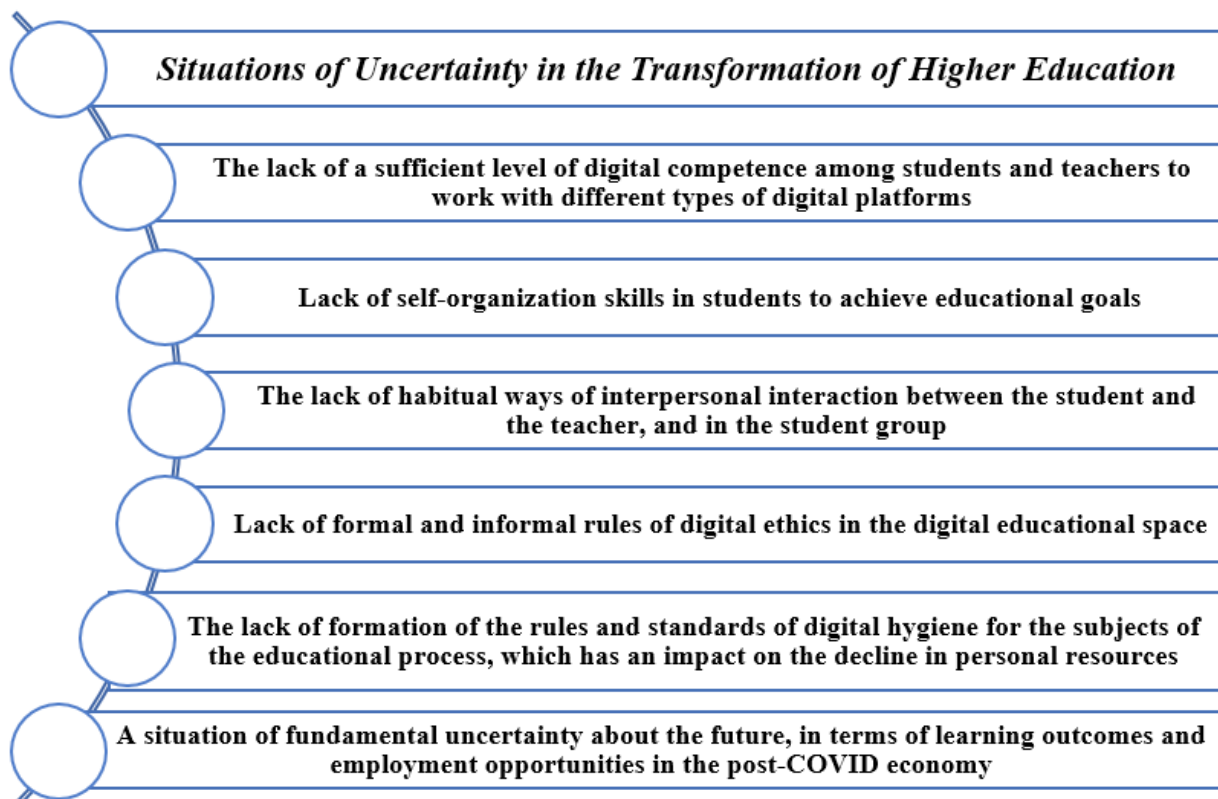 Situations of Uncertainty in the Transformation of Higher Education
The lack of a sufficient level of digital competence among students and teachers to
work with different types of digital platforms
Lack of self-organization skills in students to achieve educational goals
The lack of habitual ways of interpersonal interaction between the student and
the teacher, and in the student group
Lack of formal and informal rules of digital ethics in the digital educational space
The lack of formation of the rules and standards of digital hygiene for the subjects of
the educational process, which has an impact on the decline in personal resources
A situation of fundamental uncertainty about the future, in terms of learning outcomes and
employment opportunities in the post-COVID economy